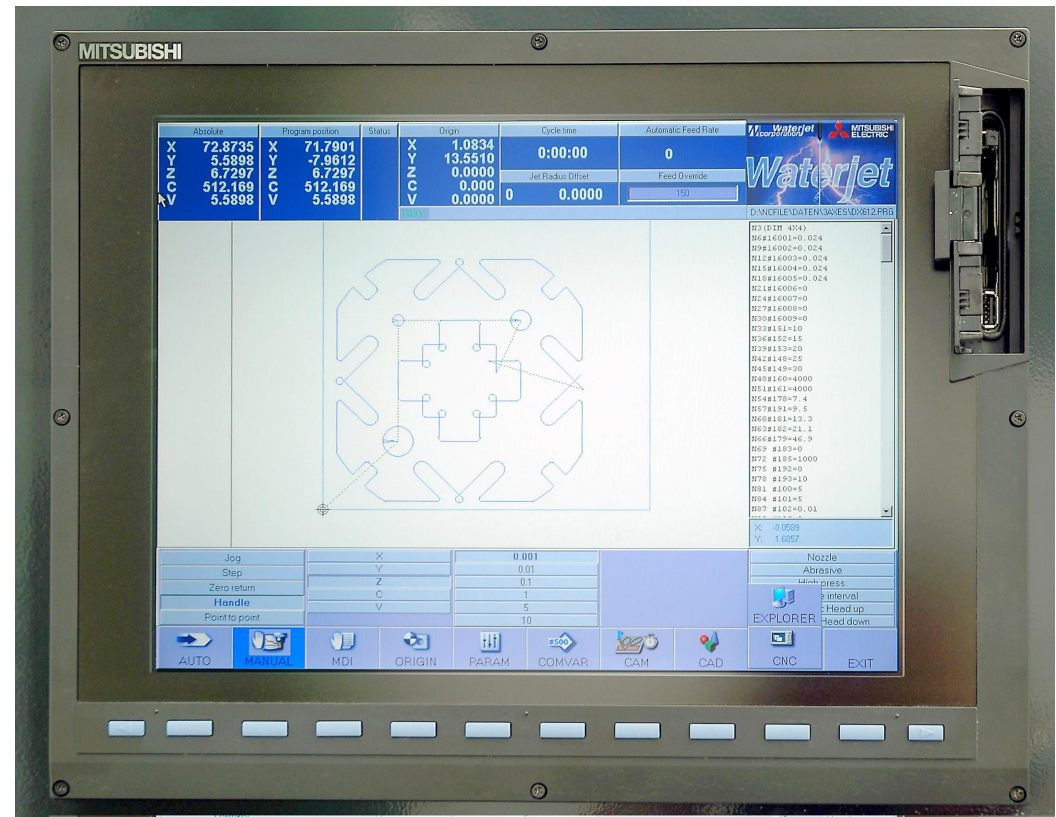 MITSUBISHI
Absolute Program position Status Origin Cycle time Automatic Feed Rate
Waterjet MITSUBISHI
corporation ELECTRIC
X 72.8735 X 71.7901 X 1.0834 0:00:00 0
Y 5.5898 Y -7.9612 Y 13.5510
Z 6.7297 Z 6.7297 Z 0.0000 Jet Radius Offset Feed Override
C 512.169 C 512.169 C 0.000 0 0.0000 150
V 5.5898 V 5.5898 V 0.0000
Waterjet
D:\NCFILE\DATEN\3AXES\DX612.PRG
N3(DIM 4X4)
N6#16001=0.024
N9#16002=0.024
N12#16003=0.024
N15#16004=0.024
N18#16005=0.024
N21#16006=0
N24#16007=0
N27#16008=0
N30#16009=0
N33#151=10
N36#152=15
N39#153=20
N42#148=25
N45#149=30
N48#160=4000
N51#161=4000
N54#178=7.4
N57#191=9.5
N60#181=13.3
N63#182=21.1
N66#179=46.9
N69 #183=0
N72 #185=1000
N75 #192=0
N78 #193=10
N81 #100=5
N84 #101=5
N87 #102=0.01
X: -0.0589
Y: 1.6857
Jog X 0.001 Nozzle
Step Y 0.01 Abrasive
Zero return Z 0.1 High press.
Handle C 1 interval
Point to point V 5 Head up
10 EXPLORER Head down
#500
AUTO MANUAL MDI ORIGIN PARAM COMVAR CAM CAD CNC EXIT